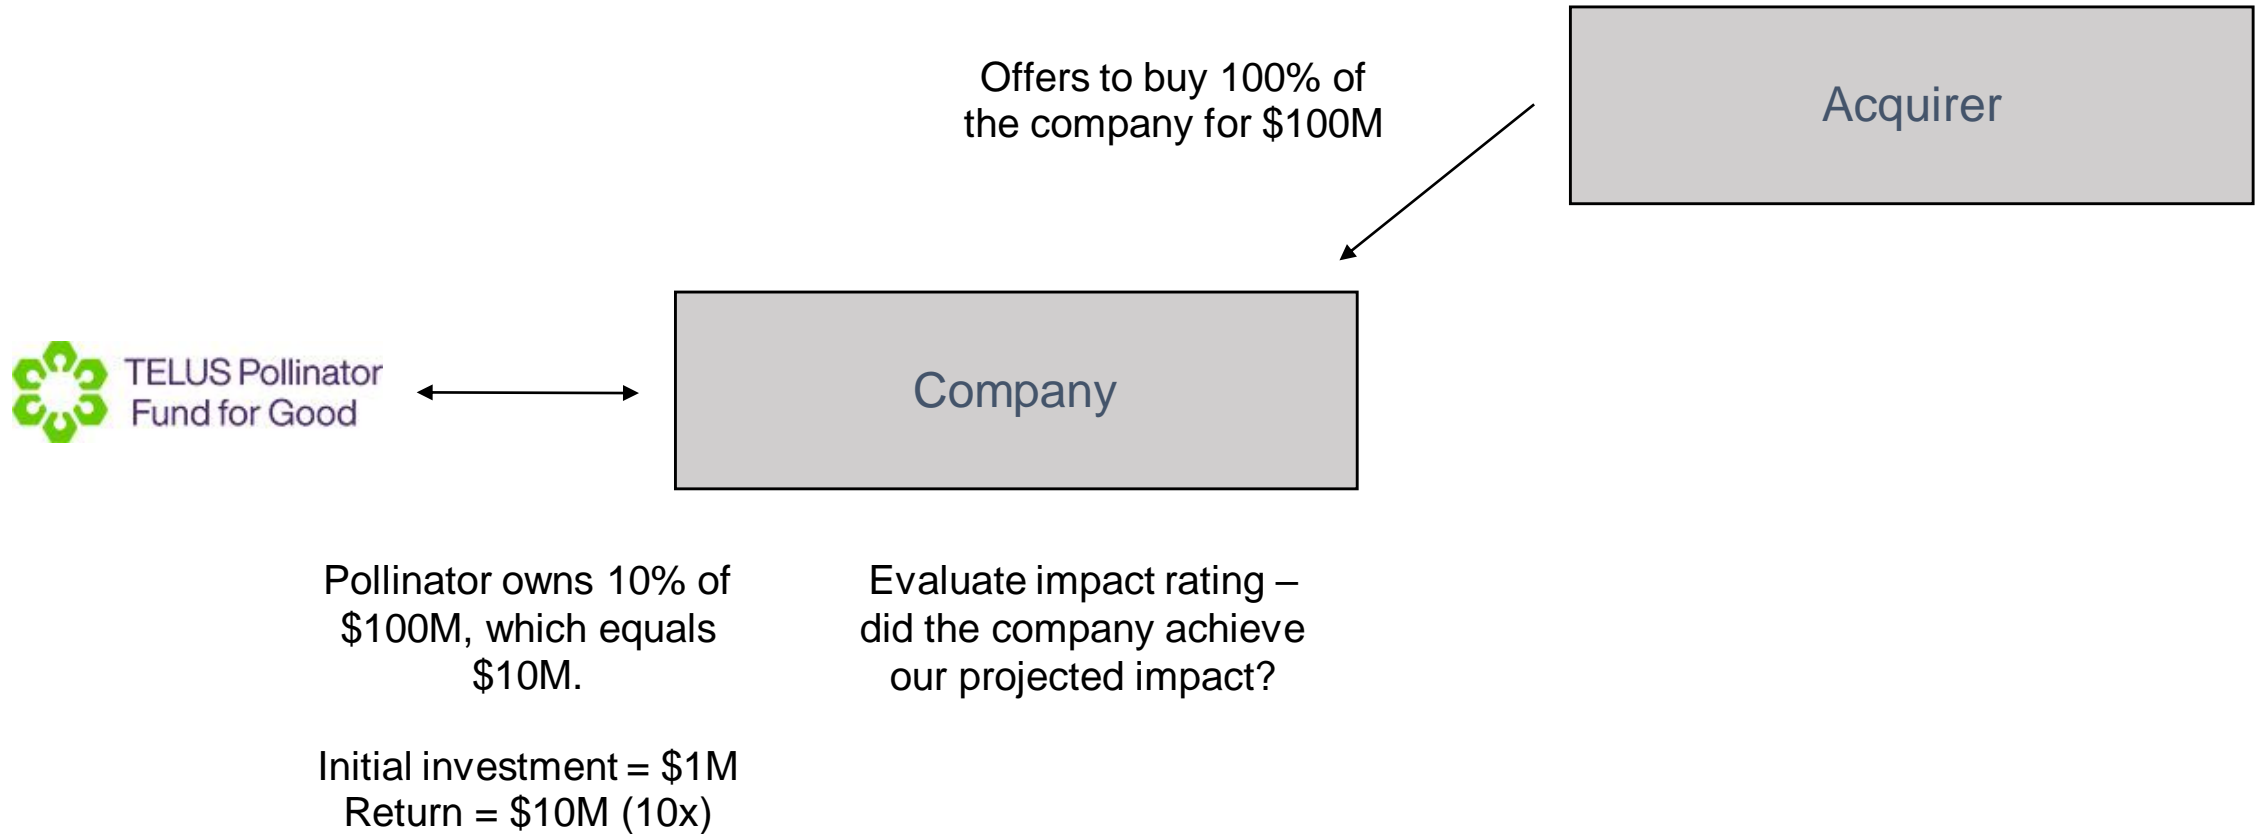 Offers to buy 100% of
the company for $100M
Acquirer
TELUS Pollinator
Fund for Good
Company
Pollinator owns 10% of
$100M, which equals
$10M.
Initial investment = $1M
Return = $10M (10x)
Evaluate impact rating –
did the company achieve
our projected impact?